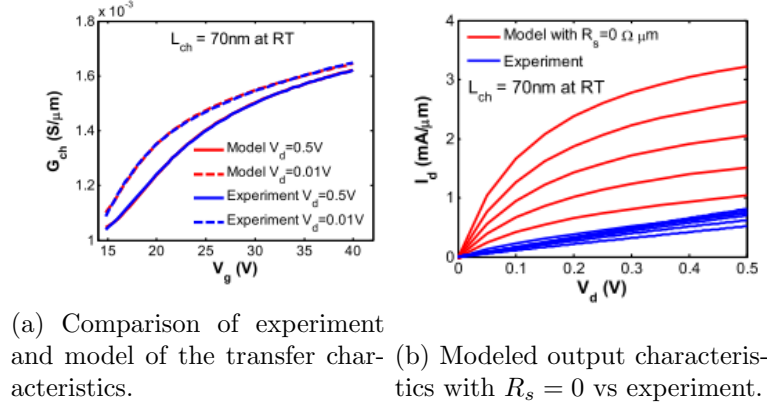 x 10⁻³
1.8
1.6
1.4
1.2
1
15 20 25 30 35 40
G_ch (S/μm)
V_g (V)
L_ch = 70nm at RT
Model V_d=0.5V
Model V_d=0.01V
Experiment V_d=0.5V
Experiment V_d=0.01V
(a) Comparison of experiment
and model of the transfer char-
acteristics.
4
3
2
1
0
0 0.1 0.2 0.3 0.4 0.5
I_d (mA/μm)
V_d (V)
Model with R_s=0 Ω μm
Experiment
L_ch = 70nm at RT
(b) Modeled output characteris-
tics with R_s = 0 vs experiment.